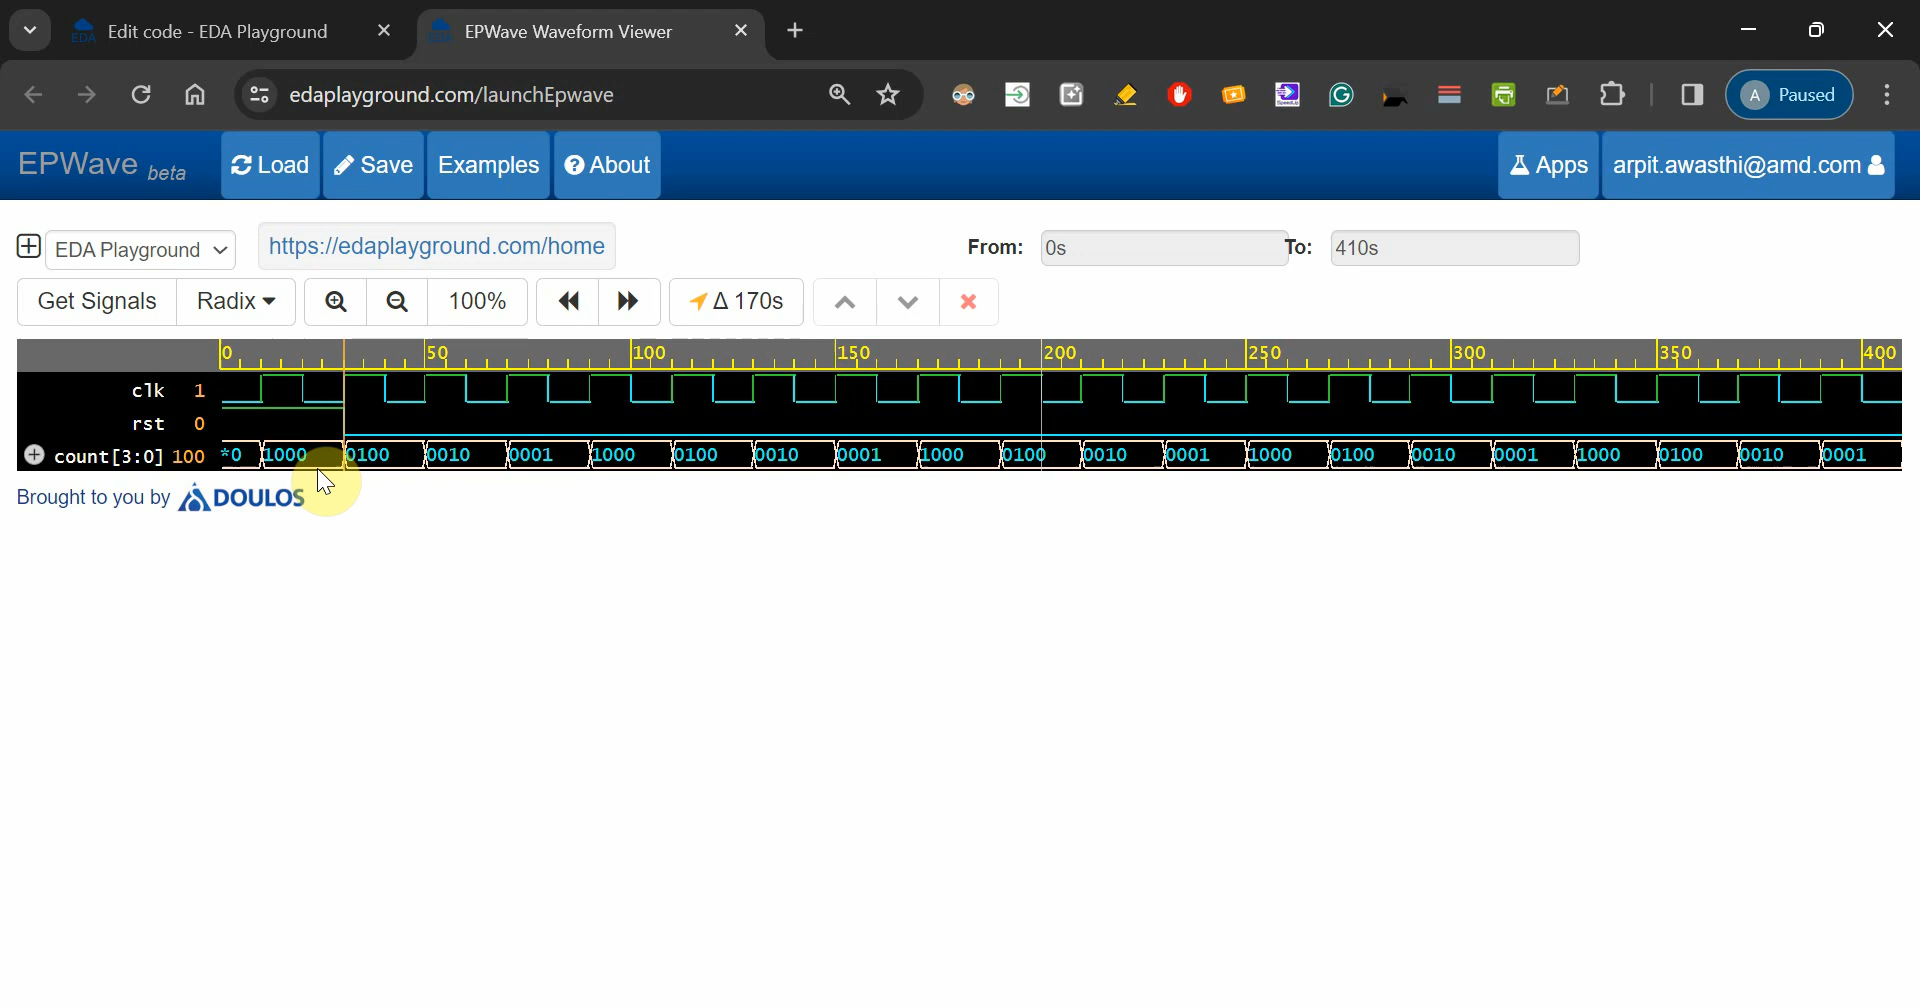 Edit code - EDA Playground
EPWave Waveform Viewer
edaplayground.com/launchEpwave
A Paused
EPWave beta
Load
Save
Examples
About
Apps
arpit.awasthi@amd.com
EDA Playground
https://edaplayground.com/home
From: 0s
To: 410s
Get Signals
Radix
100%
Δ 170s
0 50 100 150 200 250 300 350 400
clk 1
rst 0
count[3:0] 100 *0 1000 0100 0010 0001 1000 0100 0010 0001 1000 0100 0010 0001 1000 0100 0010 0001 1000 0100 0010 0001
Brought to you by DOULOS